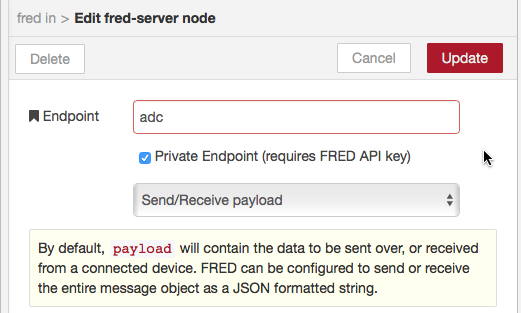 fred in > Edit fred-server node
Delete Cancel Update
Endpoint adc
Private Endpoint (requires FRED API key)
Send/Receive payload
By default, payload will contain the data to be sent over, or received
from a connected device. FRED can be configured to send or receive
the entire message object as a JSON formatted string.